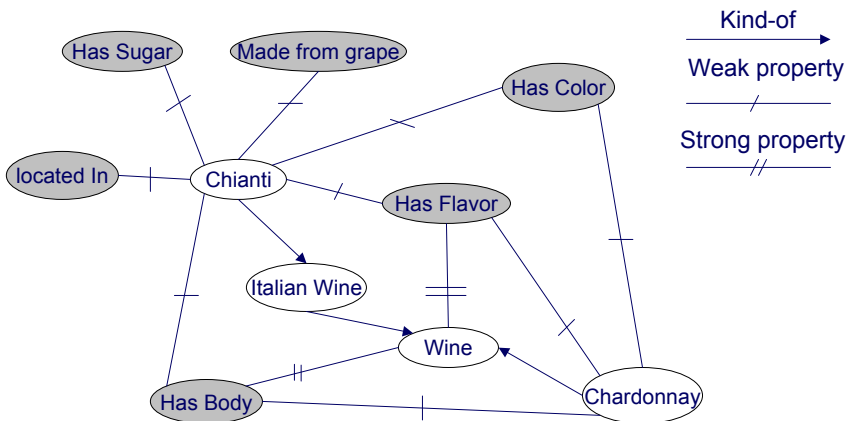 Kind-of
Has Sugar
Made from grape
Weak property
Has Color
Strong property
located In
Chianti
Has Flavor
Italian Wine
Wine
Has Body
Chardonnay